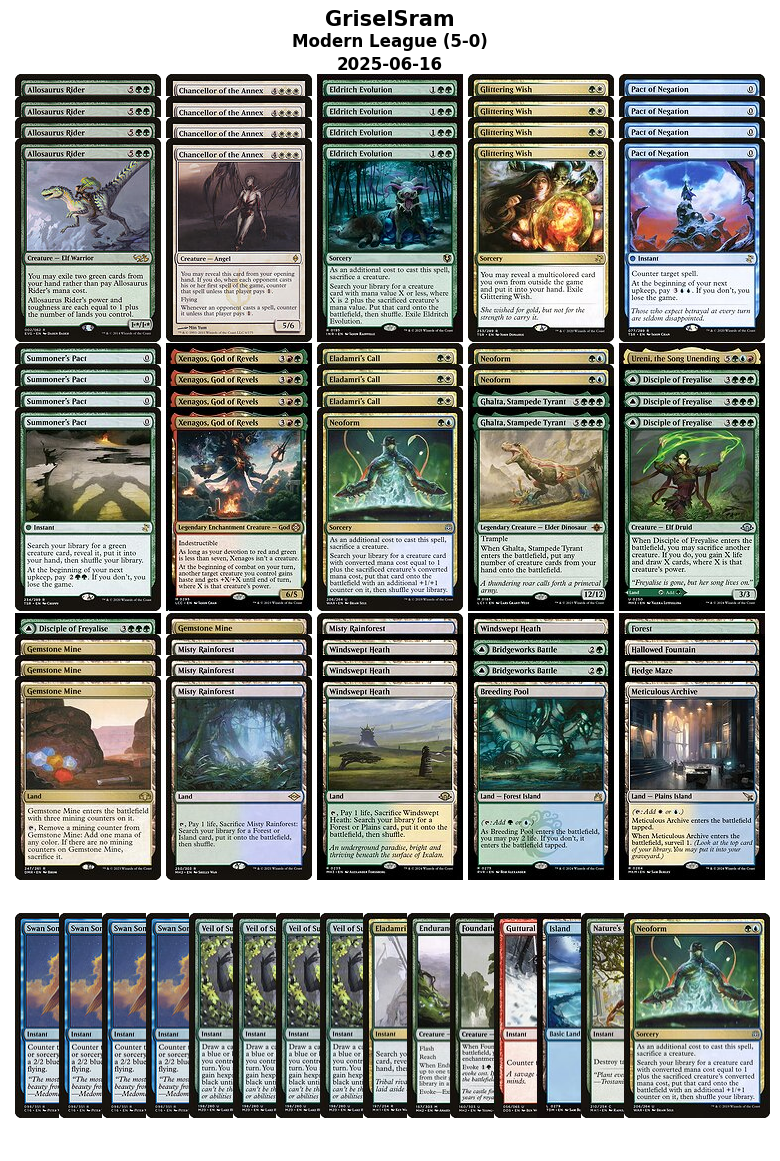 GriselSram
Modern League (5-0)
2025-06-16
Allosaurus Rider
Allosaurus Rider
Allosaurus Rider
Allosaurus Rider
Creature — Elf Warrior
You may exile two green cards from
your hand rather than pay Allosaurus
Rider's mana cost.
Allosaurus Rider's power and
toughness are each equal to 1 plus
the number of lands you control.
1+*/1+*
Chancellor of the Annex
Chancellor of the Annex
Chancellor of the Annex
Chancellor of the Annex
Creature — Angel
You may reveal this card from your opening
hand. If you do, when each opponent casts
his or her first spell of the game, counter
that spell unless that player pays 1.
Flying
Whenever an opponent casts a spell, counter
it unless that player pays 1.
5/6
Eldritch Evolution
Eldritch Evolution
Eldritch Evolution
Eldritch Evolution
Sorcery
As an additional cost to cast this spell,
sacrifice a creature.
Search your library for a creature card
with mana value X or less, where
X is 2 plus the sacrificed creature's
mana value. Put that card onto the
battlefield, then shuffle. Exile Eldritch
Evolution.
Glittering Wish
Glittering Wish
Glittering Wish
Glittering Wish
Sorcery
You may reveal a multicolored card
you own from outside the game
and put it into your hand. Exile
Glittering Wish.
She wished for gold, but not for the
strength to carry it.
Pact of Negation
Pact of Negation
Pact of Negation
Pact of Negation
Instant
Counter target spell.
At the beginning of your next
upkeep, pay 3. If you don't, you
lose the game.
Those who expect betrayal at every turn
are seldom disappointed.
Summoner's Pact
Summoner's Pact
Summoner's Pact
Summoner's Pact
Instant
Search your library for a green
creature card, reveal it, put it into
your hand, then shuffle your library.
At the beginning of your next
upkeep, pay 2. If you don't, you
lose the game.
Xenagos, God of Revels
Xenagos, God of Revels
Xenagos, God of Revels
Xenagos, God of Revels
Legendary Enchantment Creature — God
Indestructible
As long as your devotion to red and green
is less than seven, Xenagos isn't a creature.
At the beginning of combat on your turn,
another target creature you control gains
haste and gets +X/+X until end of turn,
where X is that creature's power.
6/5
Eladamri's Call
Eladamri's Call
Eladamri's Call
Neoform
Sorcery
As an additional cost to cast this spell,
sacrifice a creature.
Search your library for a creature card
with converted mana cost equal to 1
plus the sacrificed creature's converted
mana cost, put that card onto the
battlefield with an additional +1/+1
counter on it, then shuffle your library.
Neoform
Neoform
Ghalta, Stampede Tyrant
Ghalta, Stampede Tyrant
Legendary Creature — Elder Dinosaur
Trample
When Ghalta, Stampede Tyrant
enters the battlefield, put any
number of creature cards from your
hand onto the battlefield.
A thundering roar calls forth a primeval
army.
12/12
Ureni, the Song Unending
Disciple of Freyalise
Disciple of Freyalise
Disciple of Freyalise
Creature — Elf Druid
When Disciple of Freyalise enters the
battlefield, you may sacrifice another
creature. If you do, you gain X life
and draw X cards, where X is that
creature's power.
"Freyalise is gone, but her song lives on."
Land
3/3
Disciple of Freyalise
Gemstone Mine
Gemstone Mine
Gemstone Mine
Land
Gemstone Mine enters the battlefield
with three mining counters on it.
Remove a mining counter from
Gemstone Mine: Add one mana of
any color. If there are no mining
counters on Gemstone Mine,
sacrifice it.
Gemstone Mine
Misty Rainforest
Misty Rainforest
Misty Rainforest
Land
, Pay 1 life, Sacrifice Misty Rainforest:
Search your library for a Forest or
Island card, put it onto the battlefield,
then shuffle.
Misty Rainforest
Windswept Heath
Windswept Heath
Windswept Heath
Land
, Pay 1 life, Sacrifice Windswept
Heath: Search your library for a
Forest or Plains card, put it onto the
battlefield, then shuffle.
An underground paradise, bright and
thriving beneath the surface of Ixalan.
Windswept Heath
Bridgeworks Battle
Bridgeworks Battle
Breeding Pool
Land — Forest Island
(: Add or .)
As Breeding Pool enters the battlefield,
you may pay 2 life. If you don't, it
enters the battlefield tapped.
Forest
Hallowed Fountain
Hedge Maze
Meticulous Archive
Land — Plains Island
(: Add or .)
Meticulous Archive enters the battlefield
tapped.
When Meticulous Archive enters the
battlefield, surveil 1. (Look at the top card
of your library. You may put it into your
graveyard.)
Swan Son
Swan Son
Swan Son
Swan Son
Veil of Su
Veil of Su
Veil of Su
Veil of Su
Eladamri
Enduran
Foundati
Guttural
Island
Nature's
Neoform
Sorcery
As an additional cost to cast this spell,
sacrifice a creature.
Search your library for a creature card
with converted mana cost equal to 1
plus the sacrificed creature's converted
mana cost, put that card onto the
battlefield with an additional +1/+1
counter on it, then shuffle your library.